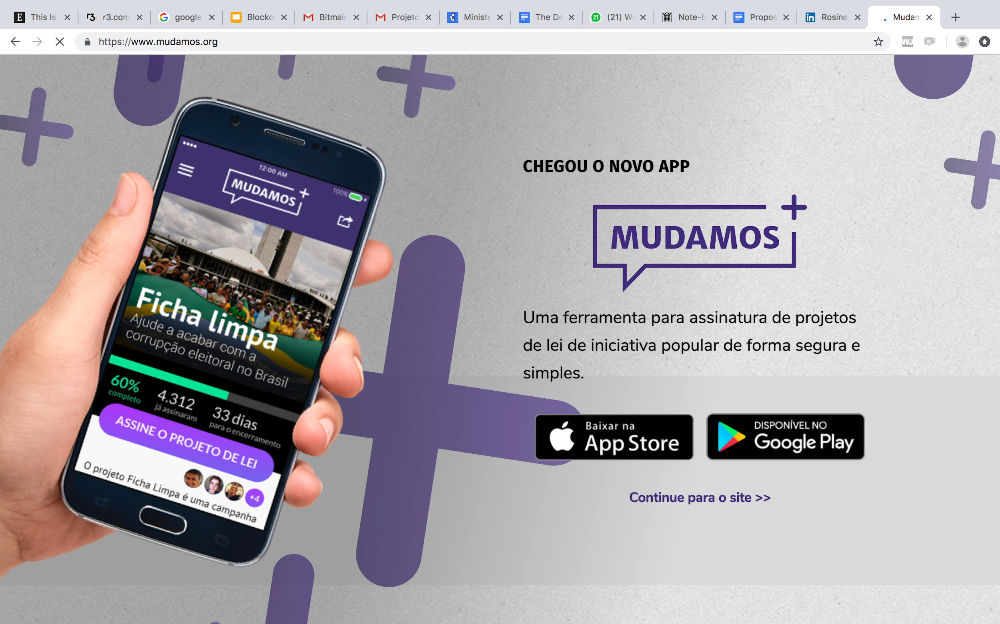 This Is
r3.com
google
Blockc
Bitmair
Projeto
Ministe
The De
(21) W
Note-b
Propos
Rosine
Mudam
https://www.mudamos.org
12:00 AM
100%
MUDAMOS
Ficha limpa
Ajude a acabar com a
corrupção eleitoral no Brasil
60%
completo
4.312
já assinaram
33 dias
para o encerramento
ASSINE O PROJETO DE LEI
+4
O projeto Ficha Limpa é uma campanha
CHEGOU O NOVO APP
MUDAMOS
Uma ferramenta para assinatura de projetos
de lei de iniciativa popular de forma segura e
simples.
Baixar na
App Store
DISPONÍVEL NO
Google Play
Continue para o site >>